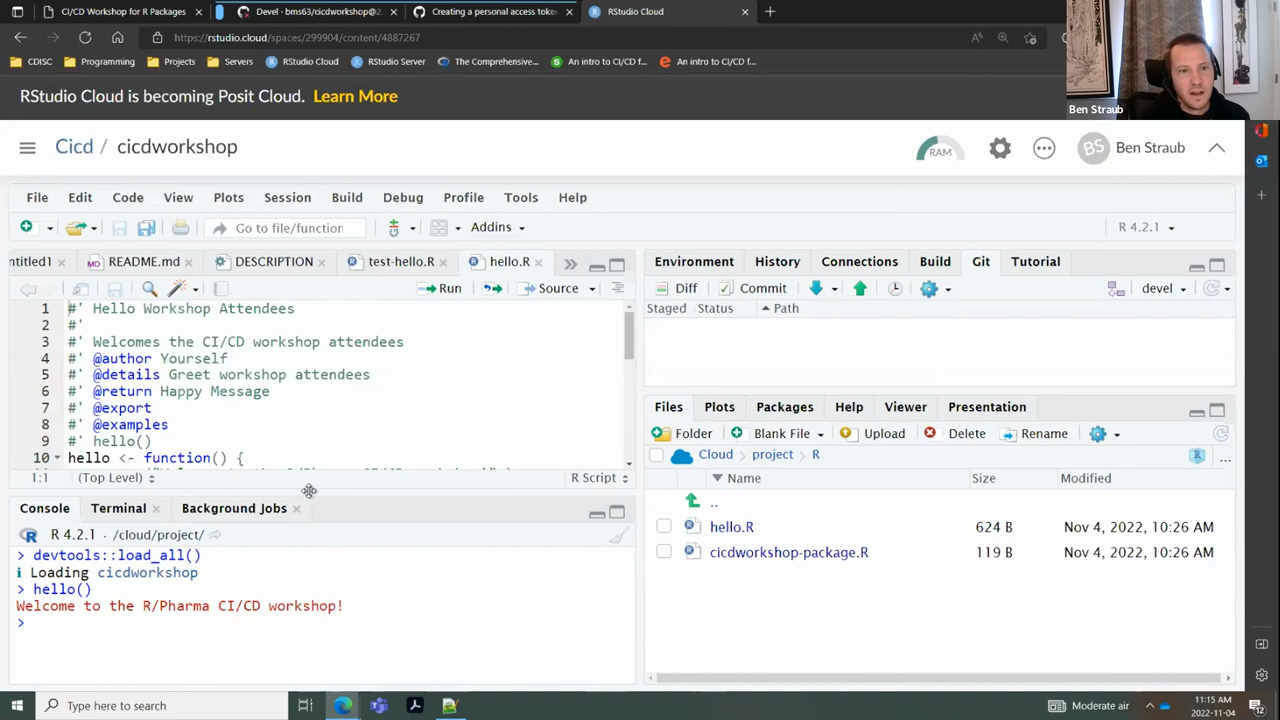 CI/CD Workshop for R Packages
Devel · bms63/cicdworkshop@2
Creating a personal access toke
RStudio Cloud
https://rstudio.cloud/spaces/299904/content/4887267
CDISC
Programming
Projects
Servers
RStudio Cloud
RStudio Server
The Comprehensive...
An intro to CI/CD f...
An intro to CI/CD f...
Ben Straub
RStudio Cloud is becoming Posit Cloud. Learn More
Cicd / cicdworkshop
RAM
BS
Ben Straub
File Edit Code View Plots Session Build Debug Profile Tools Help
Go to file/function
Addins
R 4.2.1
ntitled1
README.md
DESCRIPTION
test-hello.R
hello.R
Run
Source
1 #' Hello Workshop Attendees
2 #'
3 #' Welcomes the CI/CD workshop attendees
4 #' @author Yourself
5 #' @details Greet workshop attendees
6 #' @return Happy Message
7 #' @export
8 #' @examples
9 #' hello()
10 hello <- function() {
1:1 (Top Level) R Script
Console Terminal Background Jobs
R 4.2.1 · /cloud/project/
> devtools::load_all()
ℹ Loading cicdworkshop
> hello()
Welcome to the R/Pharma CI/CD workshop!
>
Environment History Connections Build Git Tutorial
Diff Commit devel
Staged Status Path
Files Plots Packages Help Viewer Presentation
Folder Blank File Upload Delete Rename
Cloud project R ...
Name Size Modified
..
hello.R 624 B Nov 4, 2022, 10:26 AM
cicdworkshop-package.R 119 B Nov 4, 2022, 10:26 AM
Type here to search
Moderate air
11:15 AM
2022-11-04
12